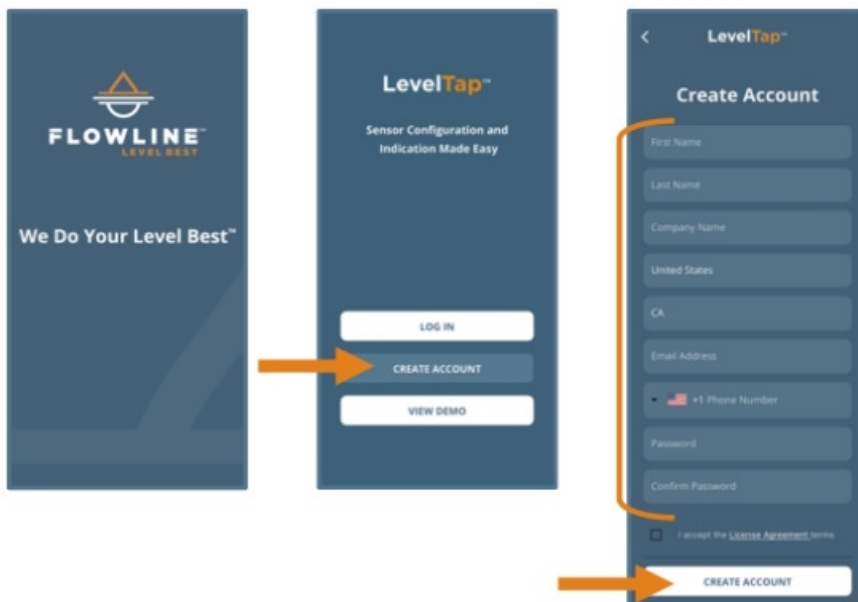 FLOWLINE™
LEVEL BEST
We Do Your Level Best™
LevelTap™
Sensor Configuration and
Indication Made Easy
LOG IN
CREATE ACCOUNT
VIEW DEMO
LevelTap™
Create Account
First Name
Last Name
Company Name
United States
CA
Email Address
+1 Phone Number
Password
Confirm Password
I accept the License Agreement terms
CREATE ACCOUNT